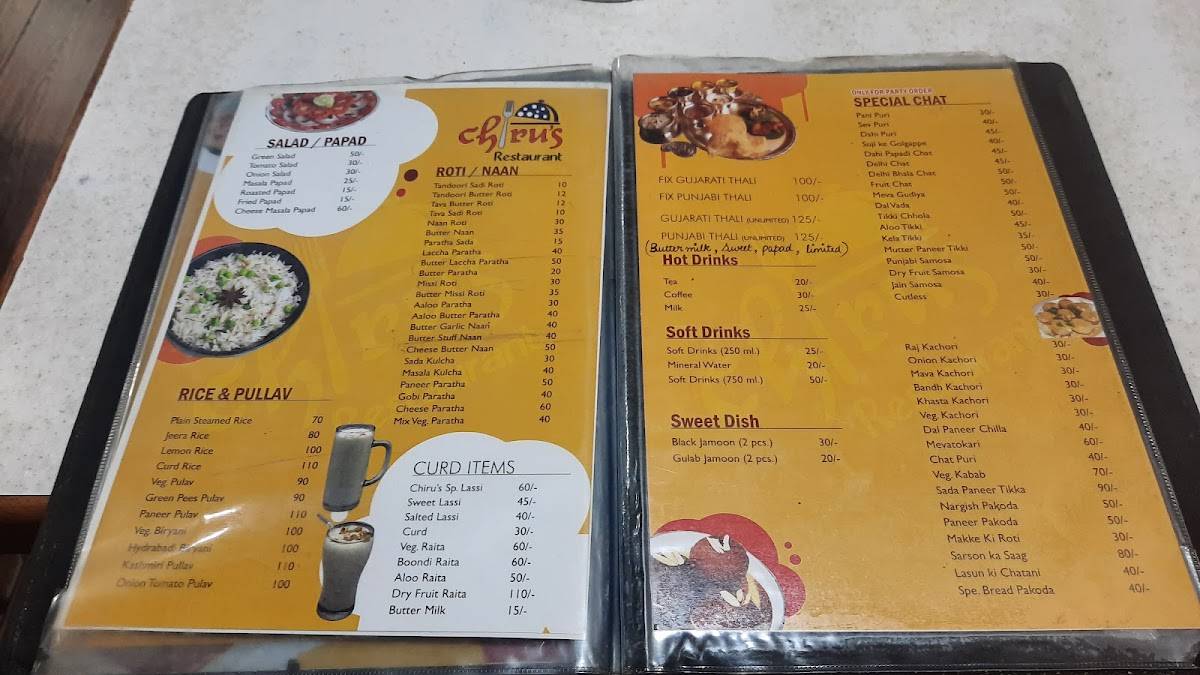 SALAD / PAPAD
Green Salad 50/-
Tomato Salad 30/-
Onion Salad 30/-
Masala Papad 25/-
Roasted Papad 15/-
Fried Papad 15/-
Cheese Masala Papad 60/-
RICE & PULLAV
Plain Steamed Rice 70
Jeera Rice 80
Lemon Rice 100
Curd Rice 110
Veg. Pulav 90
Green Pees Pulav 90
Paneer Pulav 110
Veg. Biryani 100
Hydrabadi Biryani 100
Kashmiri Pullav 110
Onion Tomato Pulav 100
Chiru's
Restaurant
ROTI / NAAN
Tandoori Sadi Roti 10
Tandoori Butter Roti 12
Tava Butter Roti 12
Tava Sadi Roti 10
Naan Roti 30
Butter Naan 35
Paratha Sada 15
Laccha Paratha 40
Butter Laccha Paratha 50
Butter Paratha 20
Missi Roti 30
Butter Missi Roti 35
Aaloo Paratha 30
Aaloo Butter Paratha 40
Butter Garlic Naan 40
Butter Stuff Naan 40
Cheese Butter Naan 50
Sada Kulcha 30
Masala Kulcha 40
Paneer Paratha 50
Gobi Paratha 40
Cheese Paratha 60
Mix Veg. Paratha 40
CURD ITEMS
Chiru's Sp. Lassi 60/-
Sweet Lassi 45/-
Salted Lassi 40/-
Curd 30/-
Veg. Raita 60/-
Boondi Raita 60/-
Aloo Raita 50/-
Dry Fruit Raita 110/-
Butter Milk 15/-
FIX GUJARATI THALI 100/-
FIX PUNJABI THALI 100/-
GUJARATI THALI (UNLIMITED) 125/-
PUNJABI THALI (UNLIMITED) 125/-
(Buttermilk, sweet, papad, limited)
Hot Drinks
Tea 20/-
Coffee 30/-
Milk 25/-
Soft Drinks
Soft Drinks (250 ml.) 25/-
Mineral Water 20/-
Soft Drinks (750 ml.) 50/-
Sweet Dish
Black Jamoon (2 pcs.) 30/-
Gulab Jamoon (2 pcs.) 20/-
ONLY FOR PARTY ORDER
SPECIAL CHAT
Pani Puri 30/-
Sev Puri 40/-
Dahi Puri 45/-
Suji ke Golgappe 40/-
Dahi Papadi Chat 45/-
Delhi Chat 45/-
Delhi Bhala Chat 50/-
Fruit Chat 50/-
Meva Gudiya 50/-
Dal Vada 40/-
Tikki Chhola 50/-
Aloo Tikki 45/-
Kela Tikki 35/-
Mutter Paneer Tikki 50/-
Punjabi Samosa 50/-
Dry Fruit Samosa 30/-
Jain Samosa 40/-
Cutless 30/-
Raj Kachori 30/-
Onion Kachori 30/-
Mava Kachori 30/-
Bandh Kachori 30/-
Khasta Kachori 30/-
Veg. Kachori 30/-
Dal Paneer Chilla 40/-
Mevatokari 60/-
Chat Puri 40/-
Veg. Kabab 70/-
Sada Paneer Tikka 90/-
Nargish Pakoda 50/-
Paneer Pakoda 50/-
Makke Ki Roti 30/-
Sarson ka Saag 80/-
Lasun ki Chatani 40/-
Spe. Bread Pakoda 40/-